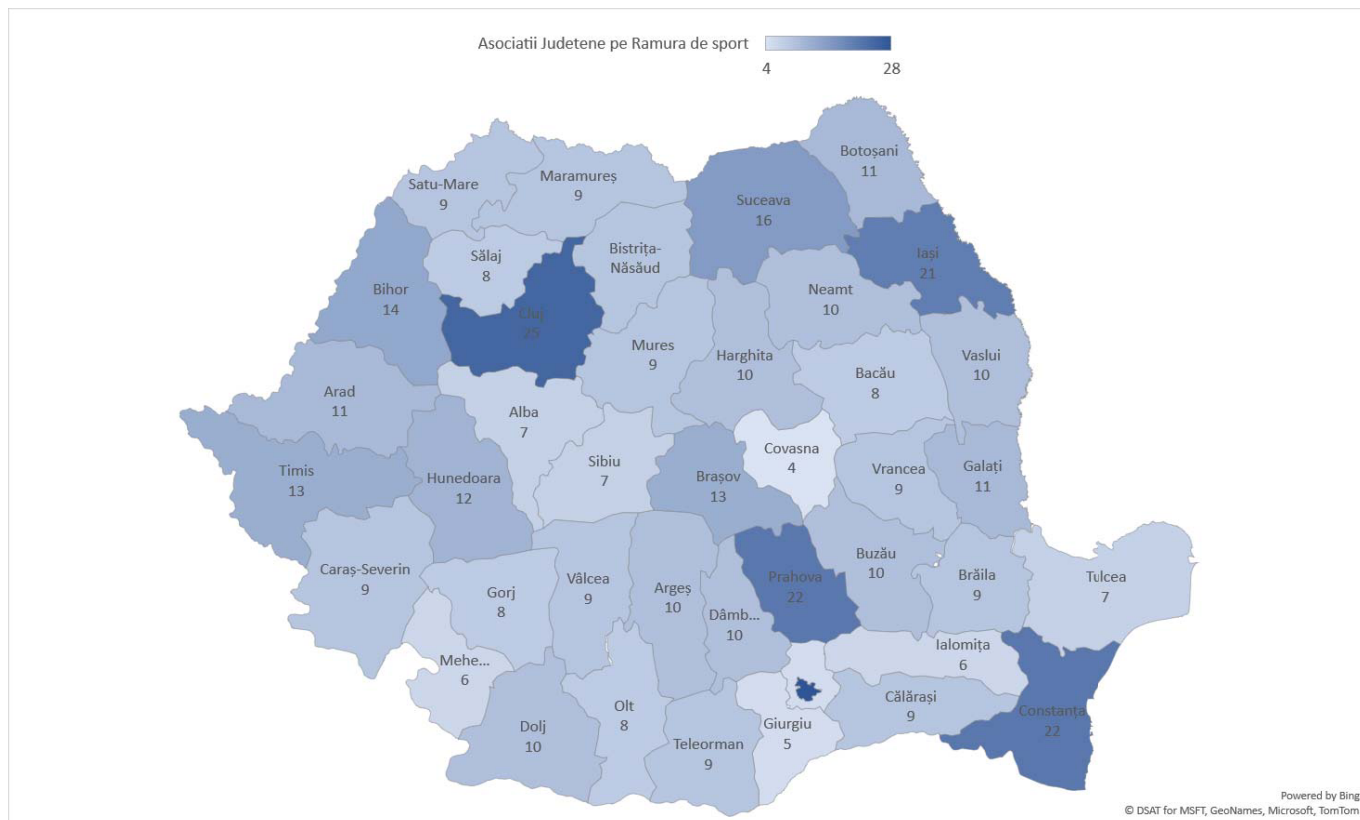 Asociatii Judetene pe Ramura de sport
4
28
Botoșani
11
Satu-Mare
9
Maramureș
9
Suceava
16
Iași
21
Bistrița-
Năsăud
Sălaj
8
Bihor
14
Cluj
25
Neamt
10
Mures
9
Harghita
10
Vaslui
10
Bacău
8
Arad
11
Alba
7
Covasna
4
Sibiu
7
Timis
13
Hunedoara
12
Brașov
13
Vrancea
9
Galați
11
Caraș-Severin
9
Gorj
8
Vâlcea
9
Argeș
10
Prahova
22
Buzău
10
Brăila
9
Tulcea
7
Dâmb...
10
Mehe...
6
Ialomița
6
Olt
8
Călărași
9
Constanța
22
Dolj
10
Giurgiu
5
Teleorman
9
Powered by Bing
© DSAT for MSFT, GeoNames, Microsoft, TomTom